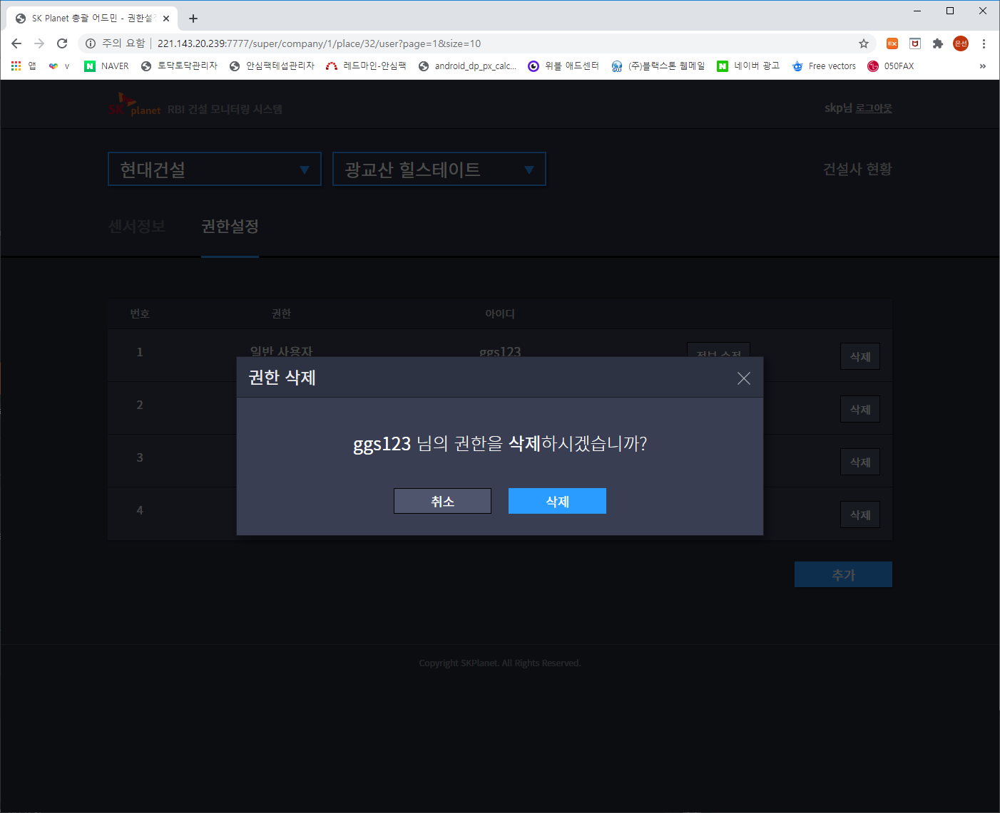 SK Planet 총괄 어드민 - 권한설정
주의 요함 221.143.20.239:7777/super/company/1/place/32/user?page=1&size=10 은선
앱 v NAVER 토닥토닥관리자 안심팩테섭관리자 레드마인-안심팩 android_dp_px_calc... 위블 애드센터 (주)블랙스톤 웹메일 네이버 광고 Free vectors 050FAX »
SK planet RBI 건설 모니터링 시스템 skp님 로그아웃
현대건설 광교산 힐스테이트 건설사 현황
센서정보 권한설정
번호 권한 아이디
1 일반 사용자 ggs123 정보 수정 삭제
권한 삭제
2 삭제
ggs123 님의 권한을 삭제하시겠습니까?
3 삭제
취소 삭제
4 삭제
추가
Copyright SKPlanet. All Rights Reserved.